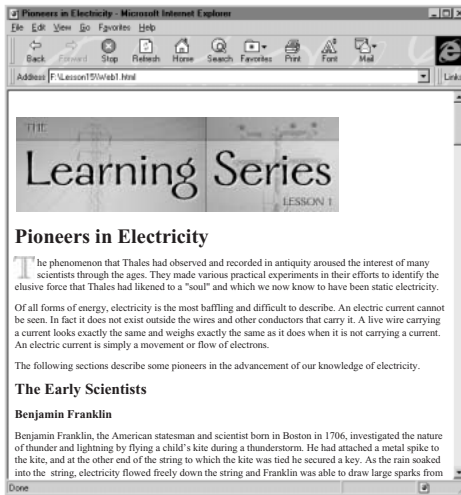 Pioneers in Electricity - Microsoft Internet Explorer
File Edit View Go Favorites Help
Back Forward Stop Refresh Home Search Favorites Print Font Mail
Address F:\Lesson15\Web1.html Links
THE
Learning Series
LESSON 1
Pioneers in Electricity
The phenomenon that Thales had observed and recorded in antiquity aroused the interest of many
scientists through the ages. They made various practical experiments in their efforts to identify the
elusive force that Thales had likened to a "soul" and which we now know to have been static electricity.
Of all forms of energy, electricity is the most baffling and difficult to describe. An electric current cannot
be seen. In fact it does not exist outside the wires and other conductors that carry it. A live wire carrying
a current looks exactly the same and weighs exactly the same as it does when it is not carrying a current.
An electric current is simply a movement or flow of electrons.
The following sections describe some pioneers in the advancement of our knowledge of electricity.
The Early Scientists
Benjamin Franklin
Benjamin Franklin, the American statesman and scientist born in Boston in 1706, investigated the nature
of thunder and lightning by flying a child's kite during a thunderstorm. He had attached a metal spike to
the kite, and at the other end of the string to which the kite was tied he secured a key. As the rain soaked
into the string, electricity flowed freely down the string and Franklin was able to draw large sparks from
Done